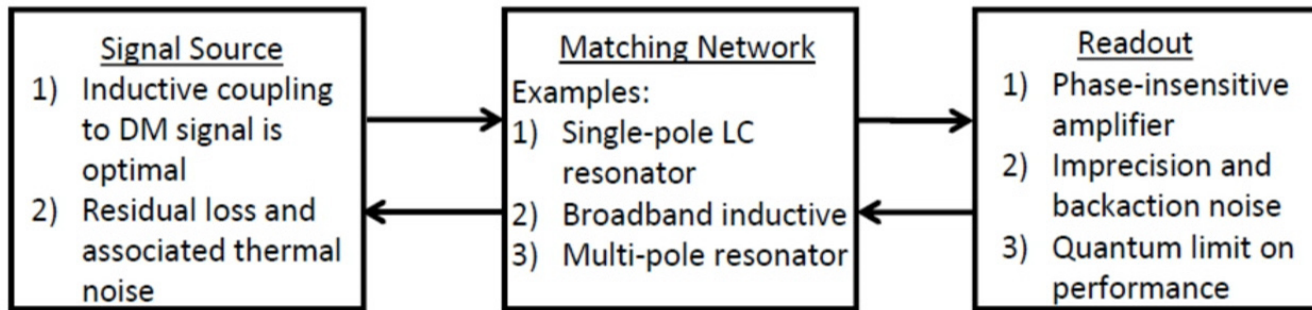 Signal Source
1) Inductive coupling
to DM signal is
optimal
2) Residual loss and
associated thermal
noise
Matching Network
Examples:
1) Single-pole LC
resonator
2) Broadband inductive
3) Multi-pole resonator
Readout
1) Phase-insensitive
amplifier
2) Imprecision and
backaction noise
3) Quantum limit on
performance